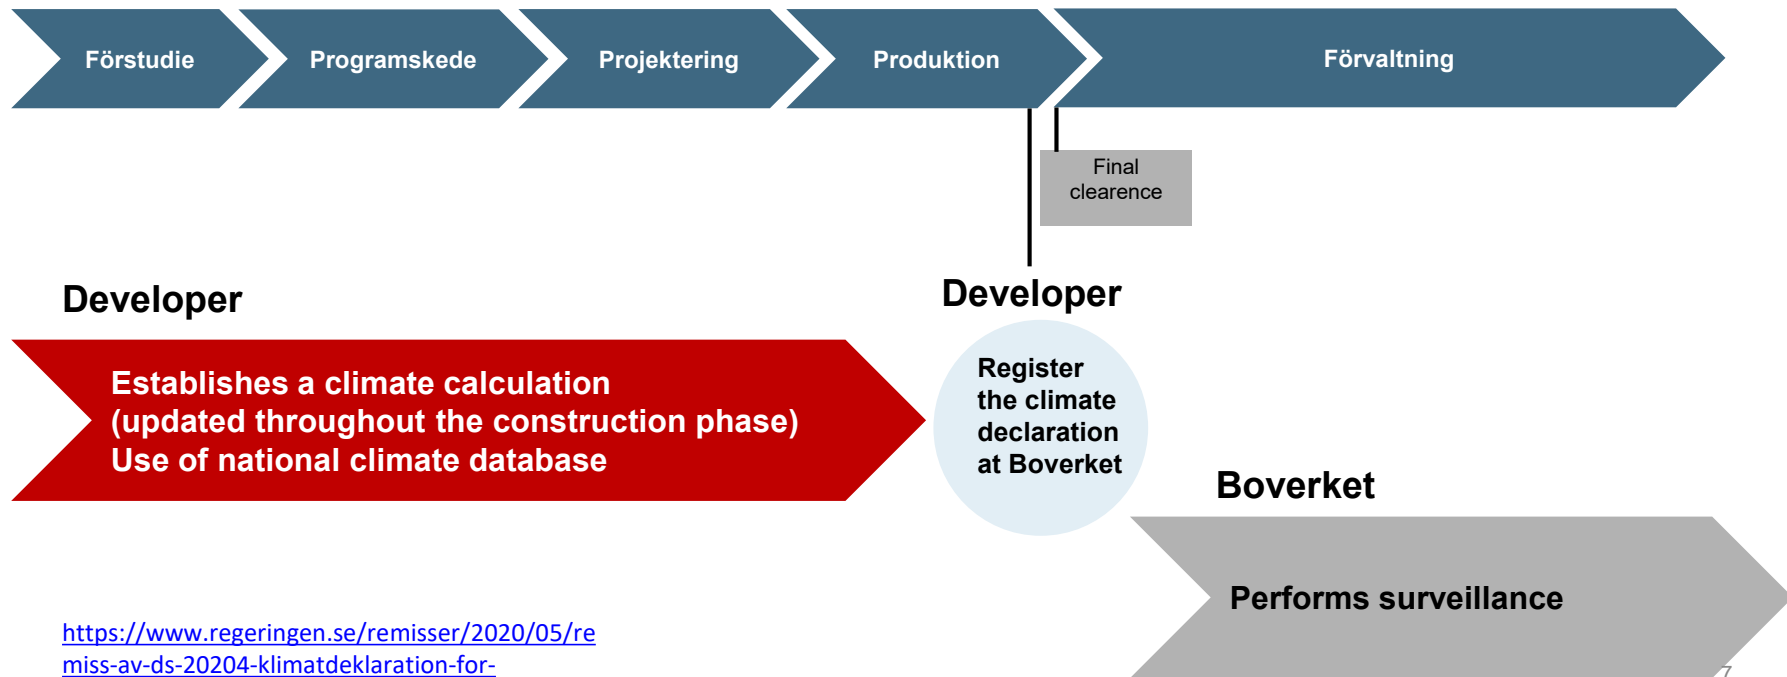 Förstudie
Programskede
Projektering
Produktion
Förvaltning
Final
clearence
Developer
Developer
Establishes a climate calculation
(updated throughout the construction phase)
Use of national climate database
Register
the climate
declaration
at Boverket
Boverket
Performs surveillance
https://www.regeringen.se/remisser/2020/05/re
miss-av-ds-20204-klimatdeklaration-for-
7